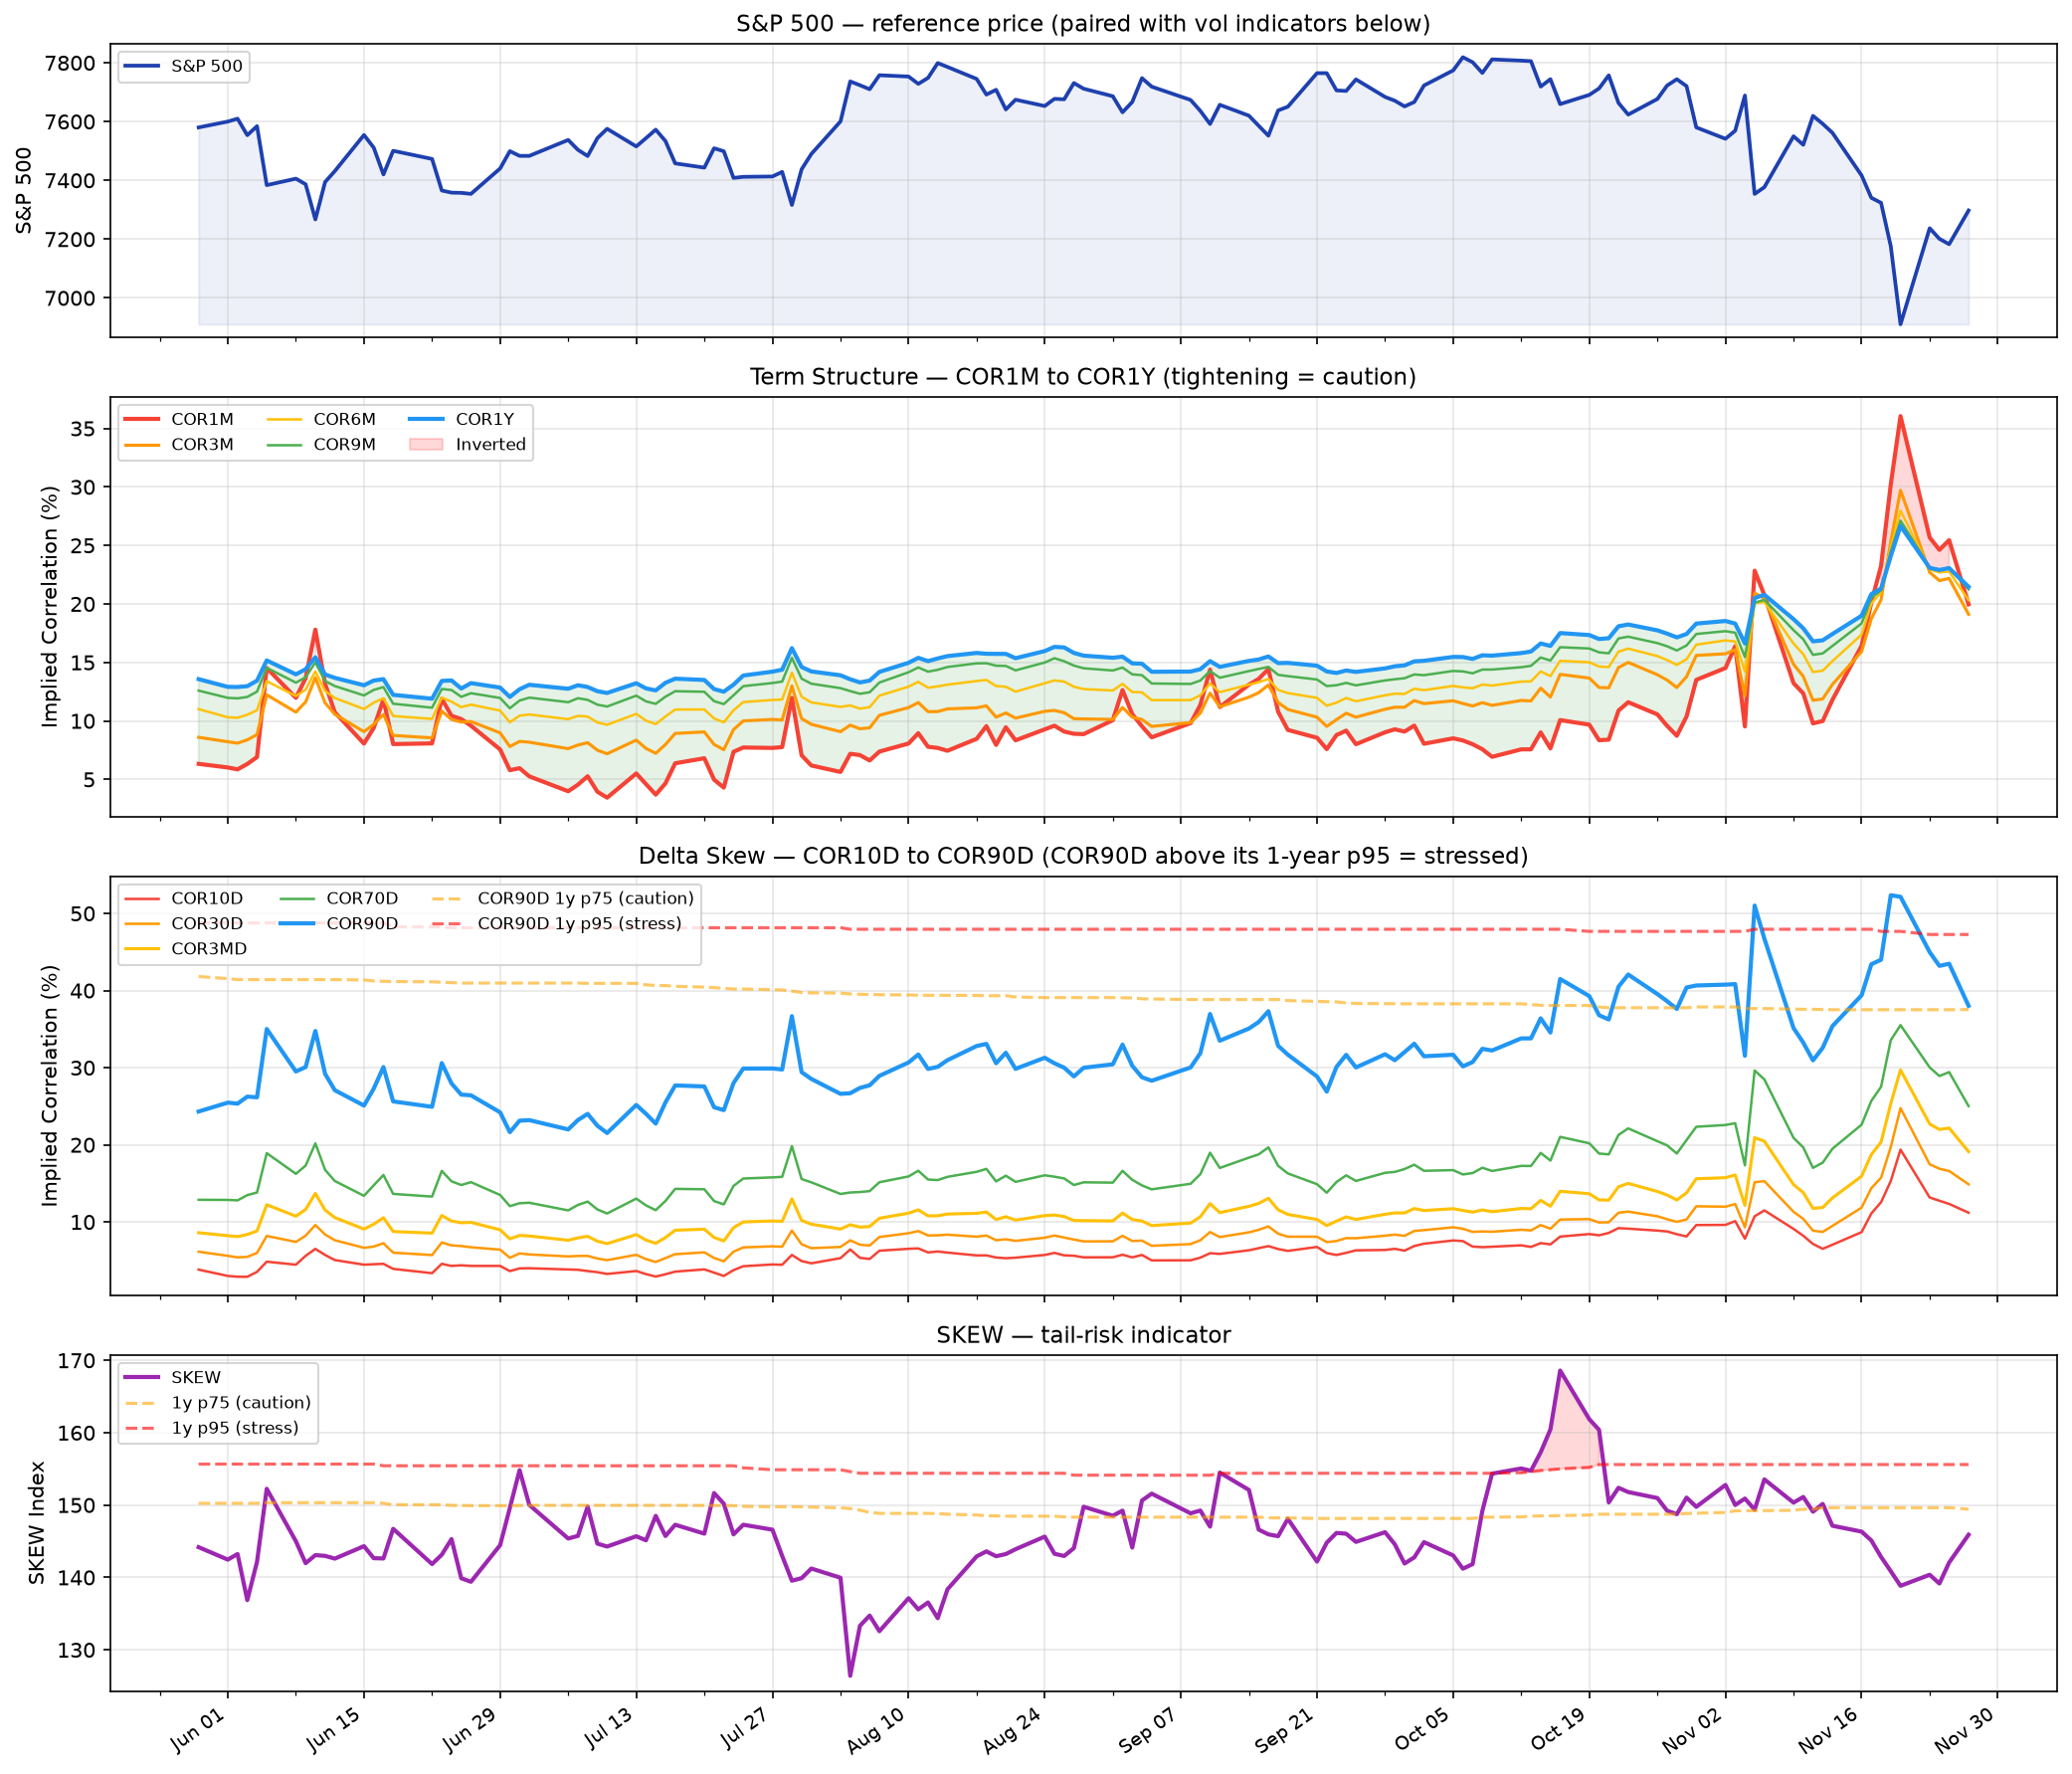 S&P 500 — reference price (paired with vol indicators below)
S&P 500
7800
7600
7400
7200
7000
S&P 500
Term Structure — COR1M to COR1Y (tightening = caution)
COR1M
COR3M
COR6M
COR9M
COR1Y
Inverted
35
30
25
20
15
10
5
Implied Correlation (%)
Delta Skew — COR10D to COR90D (COR90D above its 1-year p95 = stressed)
COR10D
COR30D
COR3MD
COR70D
COR90D
COR90D 1y p75 (caution)
COR90D 1y p95 (stress)
50
40
30
20
10
Implied Correlation (%)
SKEW — tail-risk indicator
SKEW
1y p75 (caution)
1y p95 (stress)
170
160
150
140
130
SKEW Index
Jun 01
Jun 15
Jun 29
Jul 13
Jul 27
Aug 10
Aug 24
Sep 07
Sep 21
Oct 05
Oct 19
Nov 02
Nov 16
Nov 30